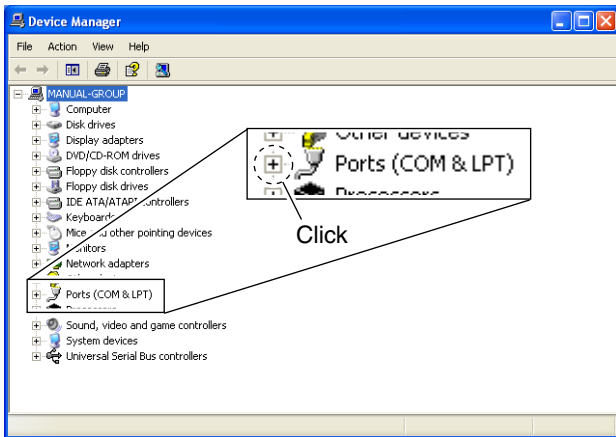 Device Manager
File Action View Help
MANUAL-GROUP
Computer
Disk drives
Display adapters
DVD/CD-ROM drives
Floppy disk controllers
Floppy disk drives
IDE ATA/ATAPI controllers
Keyboards
Mice and other pointing devices
Monitors
Network adapters
Ports (COM & LPT)
Sound, video and game controllers
System devices
Universal Serial Bus controllers
Other devices
Ports (COM & LPT)
Processors
Click